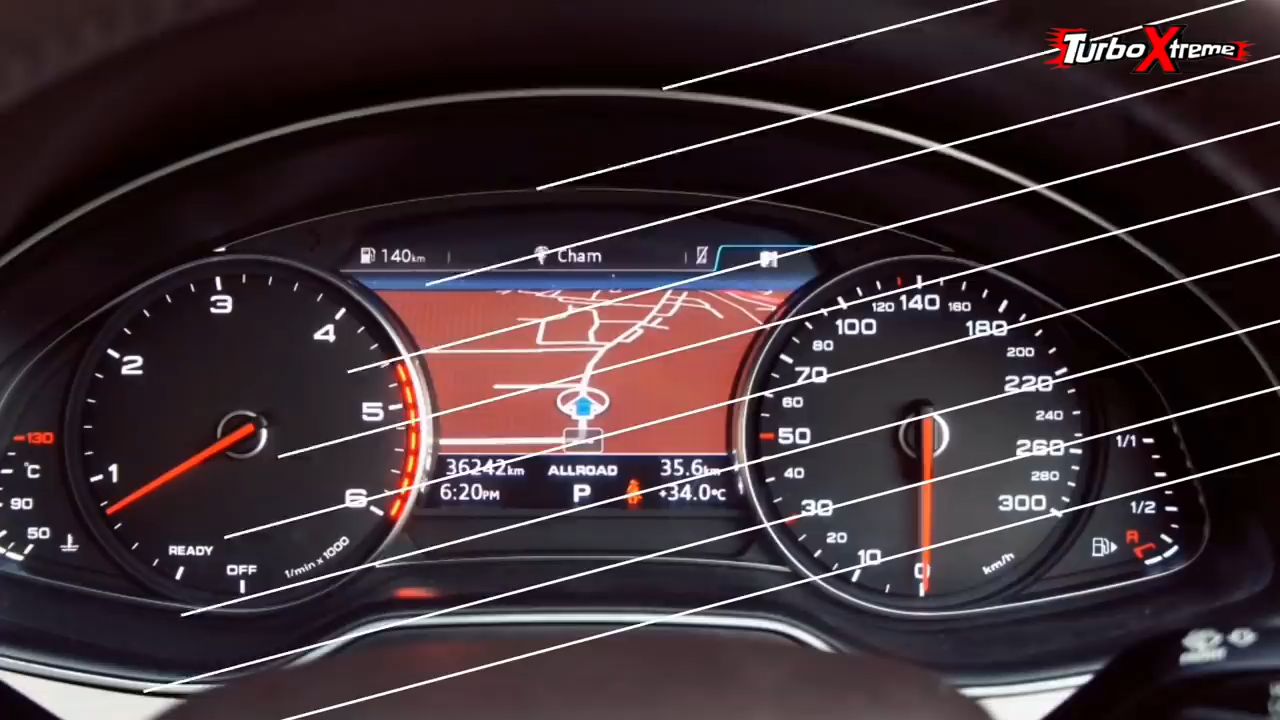 TurboXtreme
140km
Cham
1
2
3
4
5
6
READY
OFF
1/min x 1000
-130
°C
90
50
36242km
ALLROAD
35.6km
6:20PM
P
+34.0°C
0
10
20
30
40
50
60
70
80
100
120
140
160
180
200
220
240
260
280
300
km/h
1/1
1/2
R